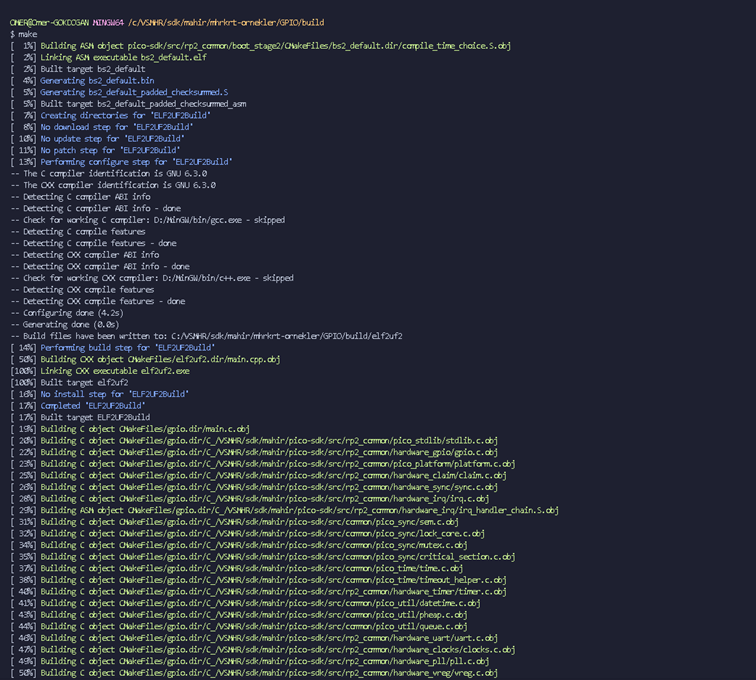 OMER@Omer-GOKDOGAN MINGW64 /c/VSMHR/sdk/mahir/mhrkrt-ornekler/GPIO/build
$ make
[  1%] Building ASM object pico-sdk/src/rp2_common/boot_stage2/CMakeFiles/bs2_default.dir/compile_time_choice.S.obj
[  2%] Linking ASM executable bs2_default.elf
[  2%] Built target bs2_default
[  4%] Generating bs2_default.bin
[  5%] Generating bs2_default_padded_checksummed.S
[  5%] Built target bs2_default_padded_checksummed_asm
[  7%] Creating directories for 'ELF2UF2Build'
[  8%] No download step for 'ELF2UF2Build'
[ 10%] No update step for 'ELF2UF2Build'
[ 11%] No patch step for 'ELF2UF2Build'
[ 13%] Performing configure step for 'ELF2UF2Build'
-- The C compiler identification is GNU 6.3.0
-- The CXX compiler identification is GNU 6.3.0
-- Detecting C compiler ABI info
-- Detecting C compiler ABI info - done
-- Check for working C compiler: D:/MinGW/bin/gcc.exe - skipped
-- Detecting C compile features
-- Detecting C compile features - done
-- Detecting CXX compiler ABI info
-- Detecting CXX compiler ABI info - done
-- Check for working CXX compiler: D:/MinGW/bin/c++.exe - skipped
-- Detecting CXX compile features
-- Detecting CXX compile features - done
-- Configuring done (4.2s)
-- Generating done (0.0s)
-- Build files have been written to: C:/VSMHR/sdk/mahir/mhrkrt-ornekler/GPIO/build/elf2uf2
[ 14%] Performing build step for 'ELF2UF2Build'
[ 50%] Building CXX object CMakeFiles/elf2uf2.dir/main.cpp.obj
[100%] Linking CXX executable elf2uf2.exe
[100%] Built target elf2uf2
[ 16%] No install step for 'ELF2UF2Build'
[ 17%] Completed 'ELF2UF2Build'
[ 17%] Built target ELF2UF2Build
[ 19%] Building C object CMakeFiles/gpio.dir/main.c.obj
[ 20%] Building C object CMakeFiles/gpio.dir/C_/VSMHR/sdk/mahir/pico-sdk/src/rp2_common/pico_stdlib/stdlib.c.obj
[ 22%] Building C object CMakeFiles/gpio.dir/C_/VSMHR/sdk/mahir/pico-sdk/src/rp2_common/hardware_gpio/gpio.c.obj
[ 23%] Building C object CMakeFiles/gpio.dir/C_/VSMHR/sdk/mahir/pico-sdk/src/rp2_common/pico_platform/platform.c.obj
[ 25%] Building C object CMakeFiles/gpio.dir/C_/VSMHR/sdk/mahir/pico-sdk/src/rp2_common/hardware_claim/claim.c.obj
[ 26%] Building C object CMakeFiles/gpio.dir/C_/VSMHR/sdk/mahir/pico-sdk/src/rp2_common/hardware_sync/sync.c.obj
[ 28%] Building C object CMakeFiles/gpio.dir/C_/VSMHR/sdk/mahir/pico-sdk/src/rp2_common/hardware_irq/irq.c.obj
[ 29%] Building ASM object CMakeFiles/gpio.dir/C_/VSMHR/sdk/mahir/pico-sdk/src/rp2_common/hardware_irq/irq_handler_chain.S.obj
[ 31%] Building C object CMakeFiles/gpio.dir/C_/VSMHR/sdk/mahir/pico-sdk/src/common/pico_sync/sem.c.obj
[ 32%] Building C object CMakeFiles/gpio.dir/C_/VSMHR/sdk/mahir/pico-sdk/src/common/pico_sync/lock_core.c.obj
[ 34%] Building C object CMakeFiles/gpio.dir/C_/VSMHR/sdk/mahir/pico-sdk/src/common/pico_sync/mutex.c.obj
[ 35%] Building C object CMakeFiles/gpio.dir/C_/VSMHR/sdk/mahir/pico-sdk/src/common/pico_sync/critical_section.c.obj
[ 37%] Building C object CMakeFiles/gpio.dir/C_/VSMHR/sdk/mahir/pico-sdk/src/common/pico_time/time.c.obj
[ 38%] Building C object CMakeFiles/gpio.dir/C_/VSMHR/sdk/mahir/pico-sdk/src/common/pico_time/timeout_helper.c.obj
[ 40%] Building C object CMakeFiles/gpio.dir/C_/VSMHR/sdk/mahir/pico-sdk/src/rp2_common/hardware_timer/timer.c.obj
[ 41%] Building C object CMakeFiles/gpio.dir/C_/VSMHR/sdk/mahir/pico-sdk/src/common/pico_util/datetime.c.obj
[ 43%] Building C object CMakeFiles/gpio.dir/C_/VSMHR/sdk/mahir/pico-sdk/src/common/pico_util/pheap.c.obj
[ 44%] Building C object CMakeFiles/gpio.dir/C_/VSMHR/sdk/mahir/pico-sdk/src/common/pico_util/queue.c.obj
[ 46%] Building C object CMakeFiles/gpio.dir/C_/VSMHR/sdk/mahir/pico-sdk/src/rp2_common/hardware_uart/uart.c.obj
[ 47%] Building C object CMakeFiles/gpio.dir/C_/VSMHR/sdk/mahir/pico-sdk/src/rp2_common/hardware_clocks/clocks.c.obj
[ 49%] Building C object CMakeFiles/gpio.dir/C_/VSMHR/sdk/mahir/pico-sdk/src/rp2_common/hardware_pll/pll.c.obj
[ 50%] Building C object CMakeFiles/gpio.dir/C_/VSMHR/sdk/mahir/pico-sdk/src/rp2_common/hardware_vreg/vreg.c.obj